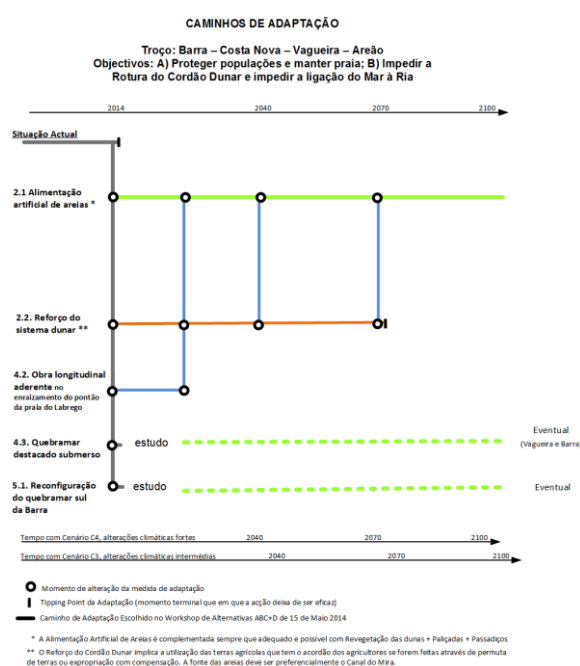 CAMINHOS DE ADAPTAÇÃO
Troço: Barra – Costa Nova – Vagueira – Areão
Objectivos: A) Proteger populações e manter praia; B) Impedir a
Rotura do Cordão Dunar e impedir a ligação do Mar à Ria
2014 2040 2070 2100
Situação Actual
2.1 Alimentação
artificial de areias *
2.2. Reforço do
sistema dunar **
4.2. Obra longitudinal
aderente no
enraizamento do pontão
da praia do Labrego
4.3. Quebramar
destacado submerso
estudo
Eventual
(Vagueira e Barra)
5.1. Reconfiguração
do quebramar sul
da Barra
estudo
Eventual
Tempo com Cenário C4, alterações climáticas fortes 2040 2070 2100
Tempo com Cenário C3, alterações climáticas intermédias 2040 2070 2100
Momento de alteração da medida de adaptação
Tipping Point da Adaptação (momento terminal que em que a acção deixa de ser eficaz)
Caminho de Adaptação Escolhido no Workshop de Alternativas ABC+D de 15 de Maio 2014
* A Alimentação Artificial de Areias é complementada sempre que adequado e possível com Revegetação das dunas + Paliçadas + Passadiços
** O Reforço do Cordão Dunar implica a utilização das terras agrícolas que tem o acordão dos agricultores se forem feitas através de permuta
de terras ou expropriação com compensação. A fonte das areias deve ser preferencialmente o Canal do Mira.